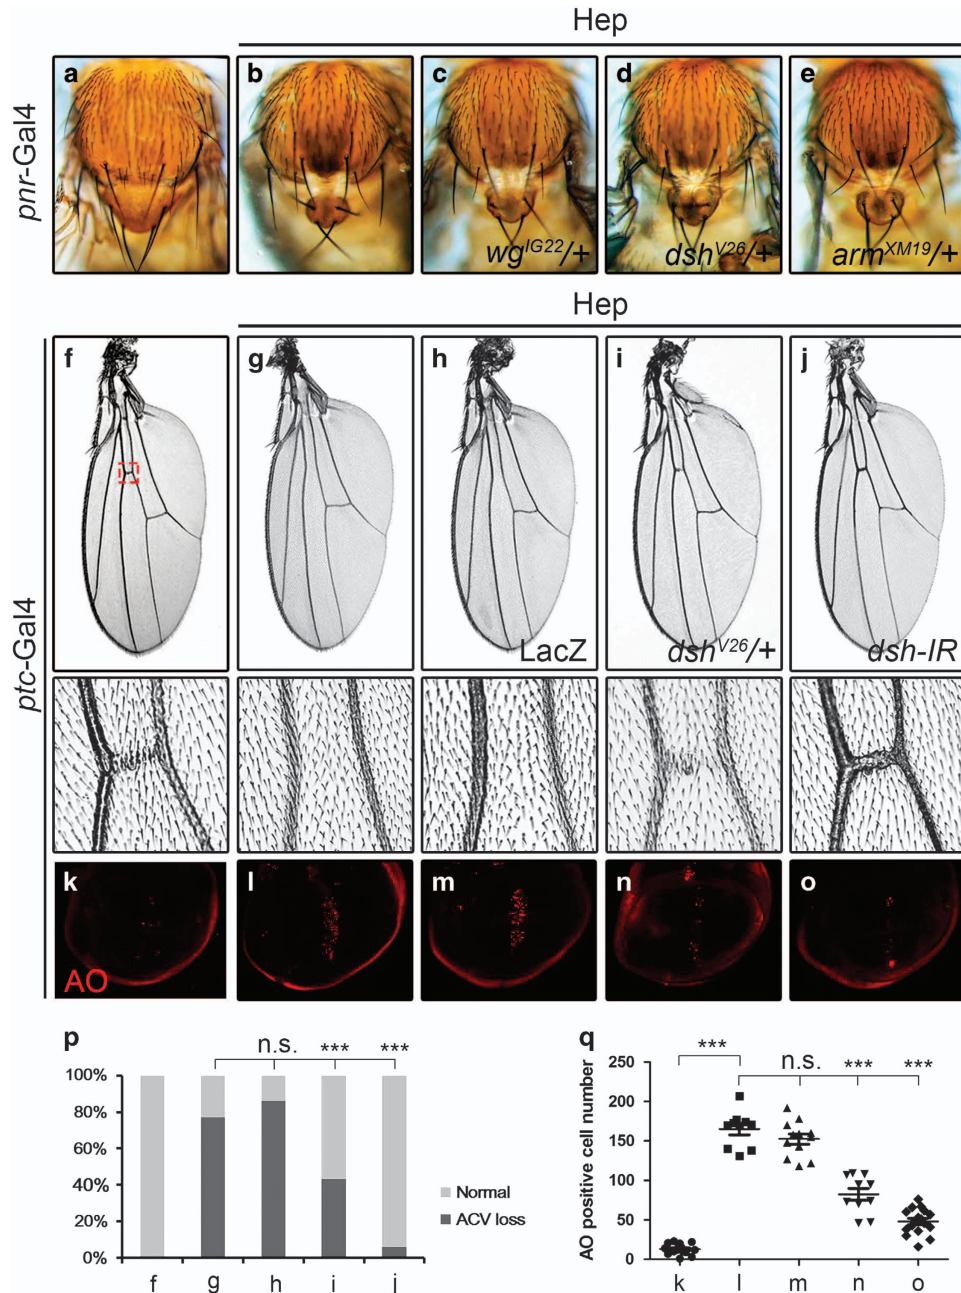 Hep
pnr-Gal4
a
b
c
d
e
wgIG22/+
dshV26/+
armXM19/+
Hep
ptc-Gal4
f
g
h
i
j
LacZ
dshV26/+
dsh-IR
k
l
m
n
o
AO
p
n.s.
***
***
100%
80%
60%
40%
20%
0%
f
g
h
i
j
Normal
ACV loss
q
***
n.s.
***
***
AO positive cell number
250
200
150
100
50
0
k
l
m
n
o